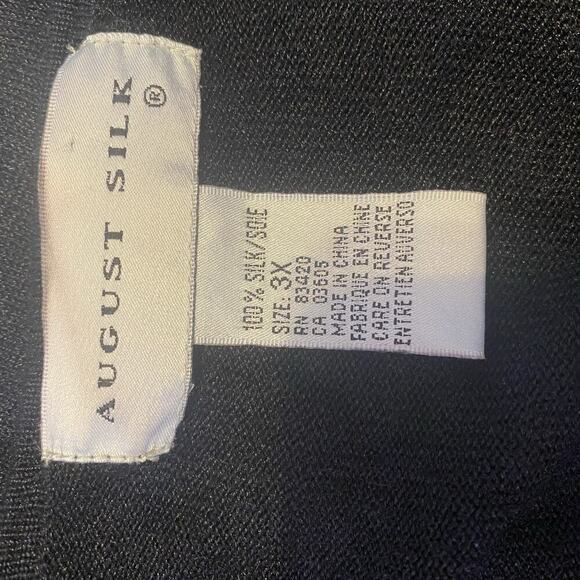 AUGUST SILK ®
100% SILK/SOIE
SIZE: 3X
RN 83420
CA 03605
MADE IN CHINA
FABRIQUE EN CHINE
CARE ON REVERSE
ENTRETIEN AUVERSO